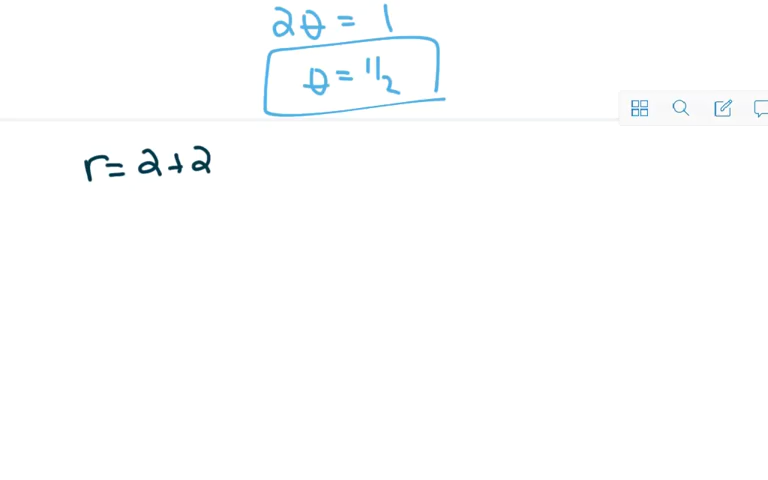 2θ = 1
θ = 1/2
r = 2 + 2